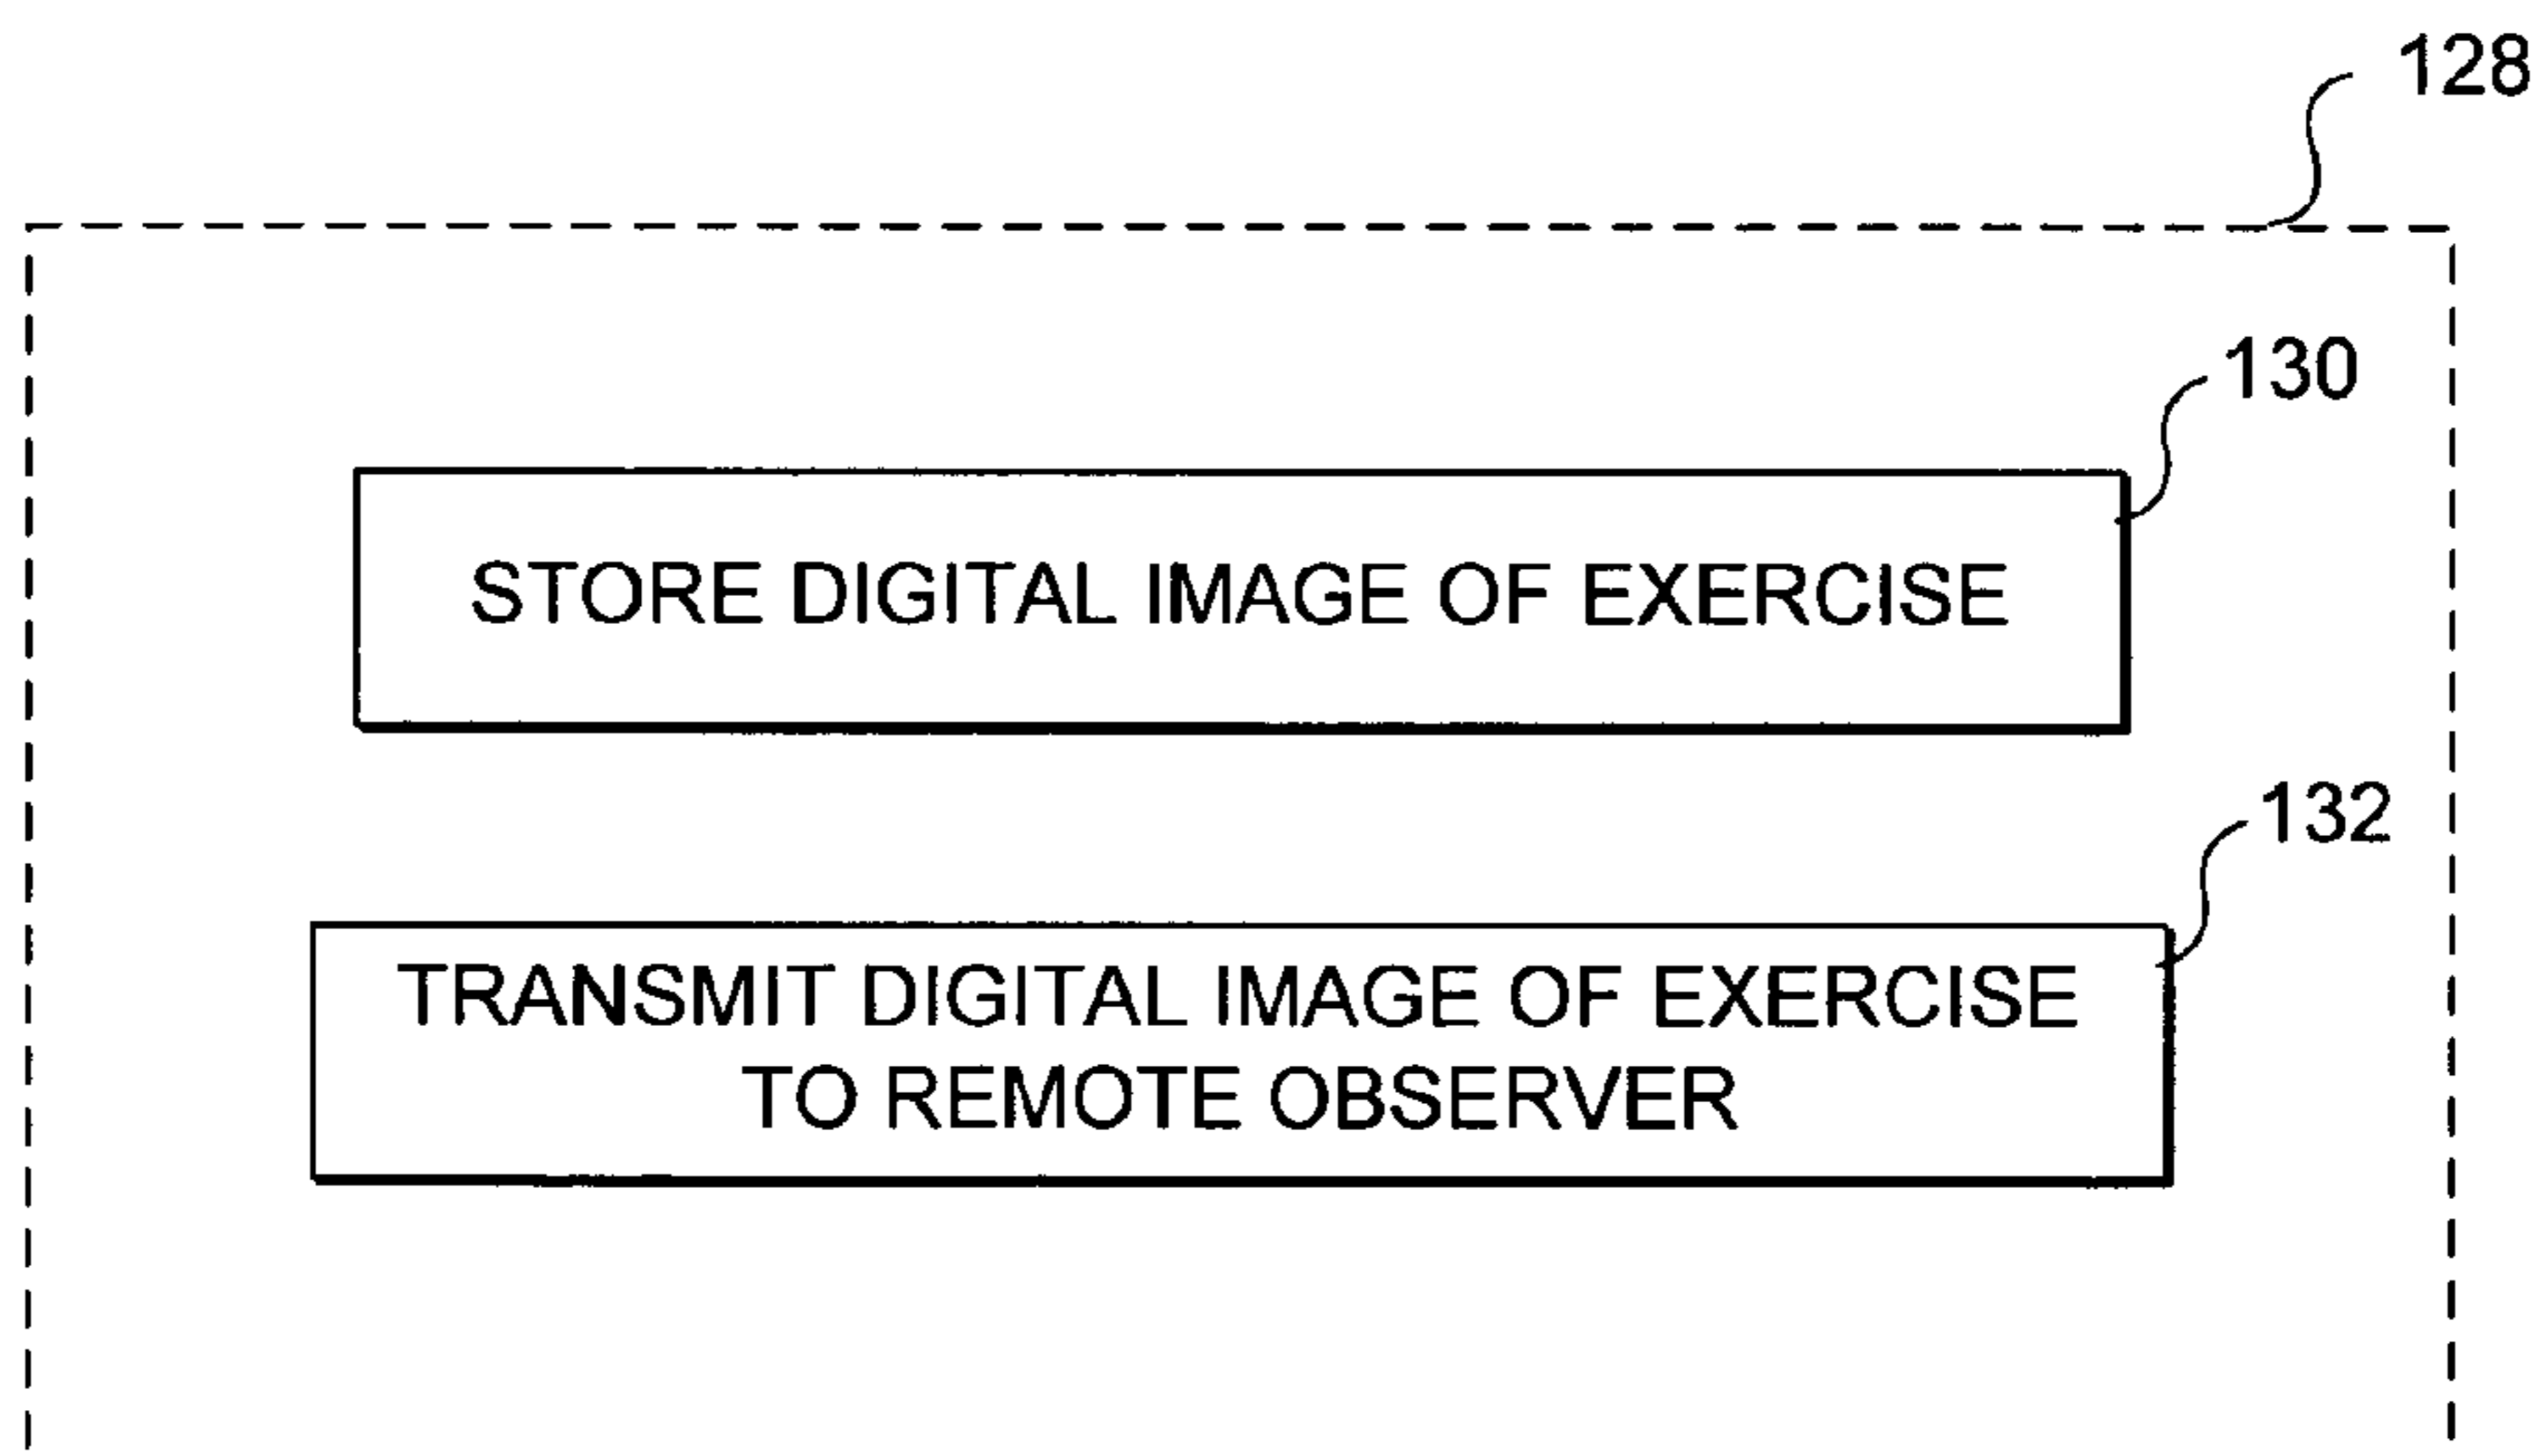 128
130
STORE DIGITAL IMAGE OF EXERCISE
132
TRANSMIT DIGITAL IMAGE OF EXERCISE
TO REMOTE OBSERVER